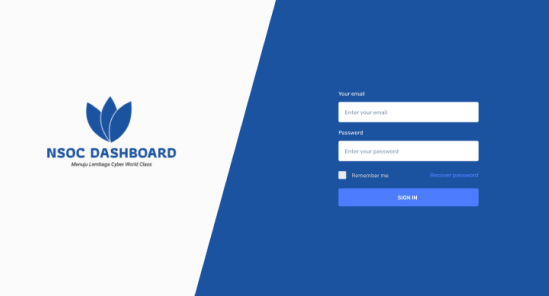 NSOC DASHBOARD
Menuju Lembaga Cyber World Class
Your email
Enter your email
Password
Enter your password
Remember me
Recover password
SIGN IN